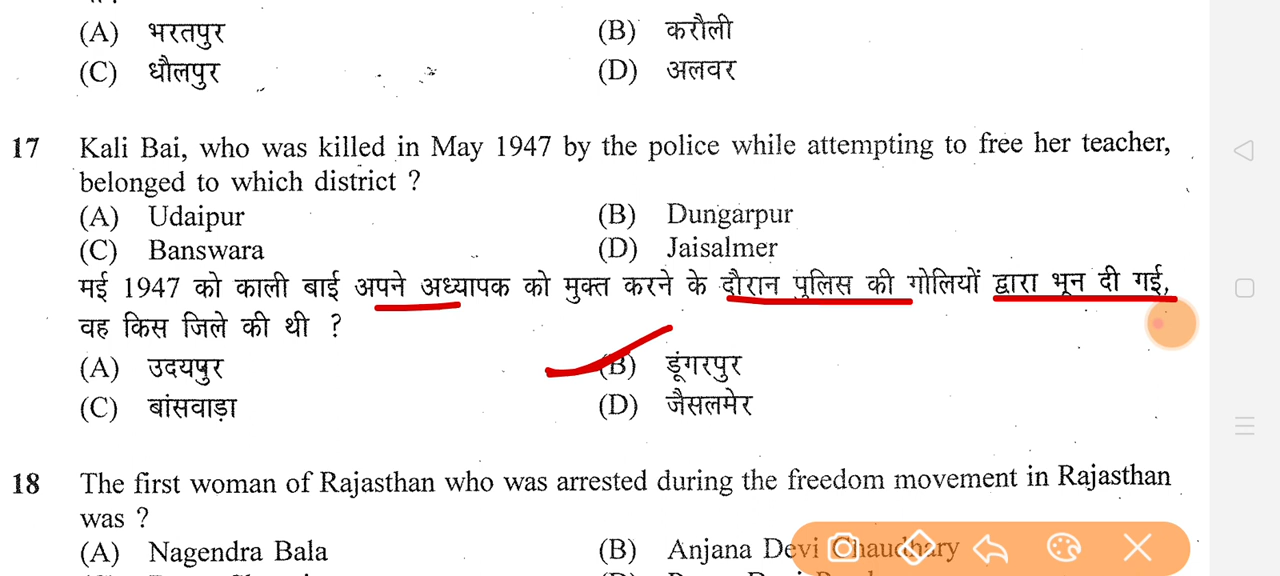 (A) भरतपुर (B) करौली
(C) धौलपुर (D) अलवर
17 Kali Bai, who was killed in May 1947 by the police while attempting to free her teacher,
belonged to which district ?
(A) Udaipur (B) Dungarpur
(C) Banswara (D) Jaisalmer
मई 1947 को काली बाई अपने अध्यापक को मुक्त करने के दौरान पुलिस की गोलियों द्वारा भून दी गई,
वह किस जिले की थी ?
(A) उदयपुर (B) डूंगरपुर
(C) बांसवाड़ा (D) जैसलमेर
18 The first woman of Rajasthan who was arrested during the freedom movement in Rajasthan
was ?
(A) Nagendra Bala (B) Anjana Devi Chaudhary